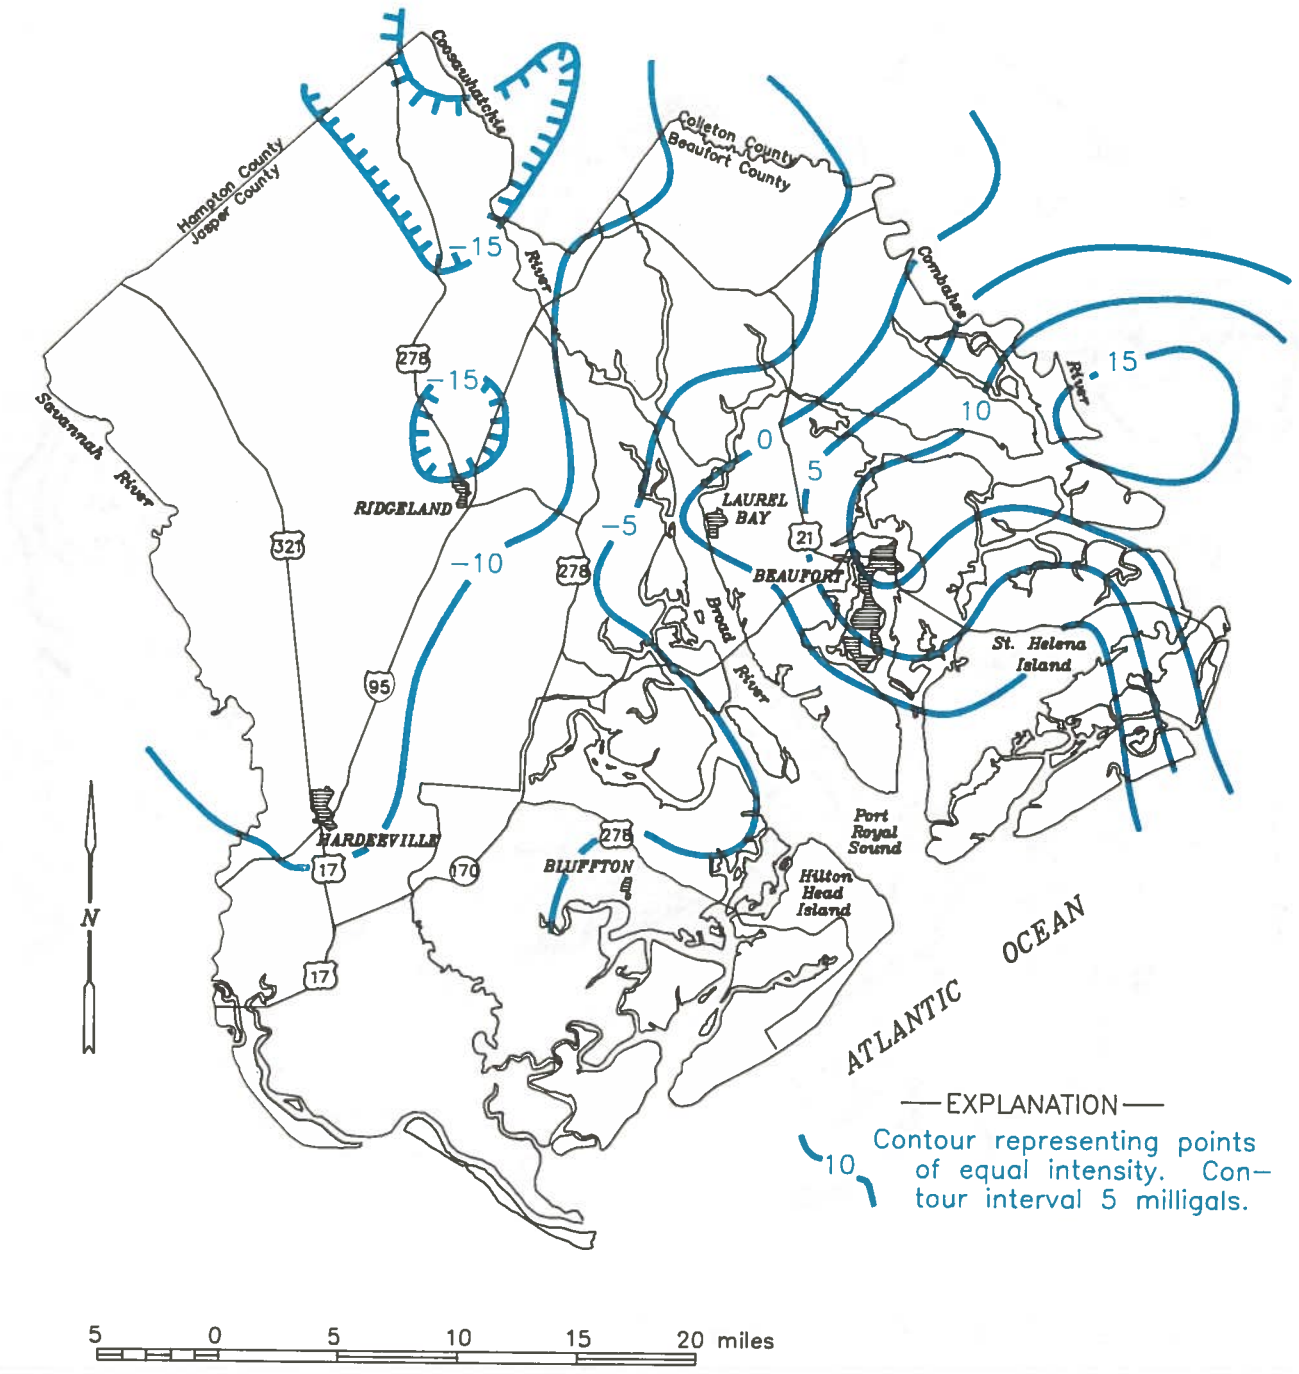 Coosawhatchie
Colleton County
Beaufort County
Hampton County
Jasper County
-15
River
Combahee
278
-15
15
River
10
Savannah River
0
5
RIDGELAND
LAUREL
BAY
-5
21
321
-10
278
BEAUFORT
Broad
River
St. Helena
Island
95
Port
Royal
Sound
HARDEEVILLE
278
17
170
BLUFFTON
Hilton
Head
Island
N
17
ATLANTIC OCEAN
EXPLANATION
Contour representing points
10
of equal intensity. Con-
tour interval 5 milligals.
5 0 5 10 15 20 miles